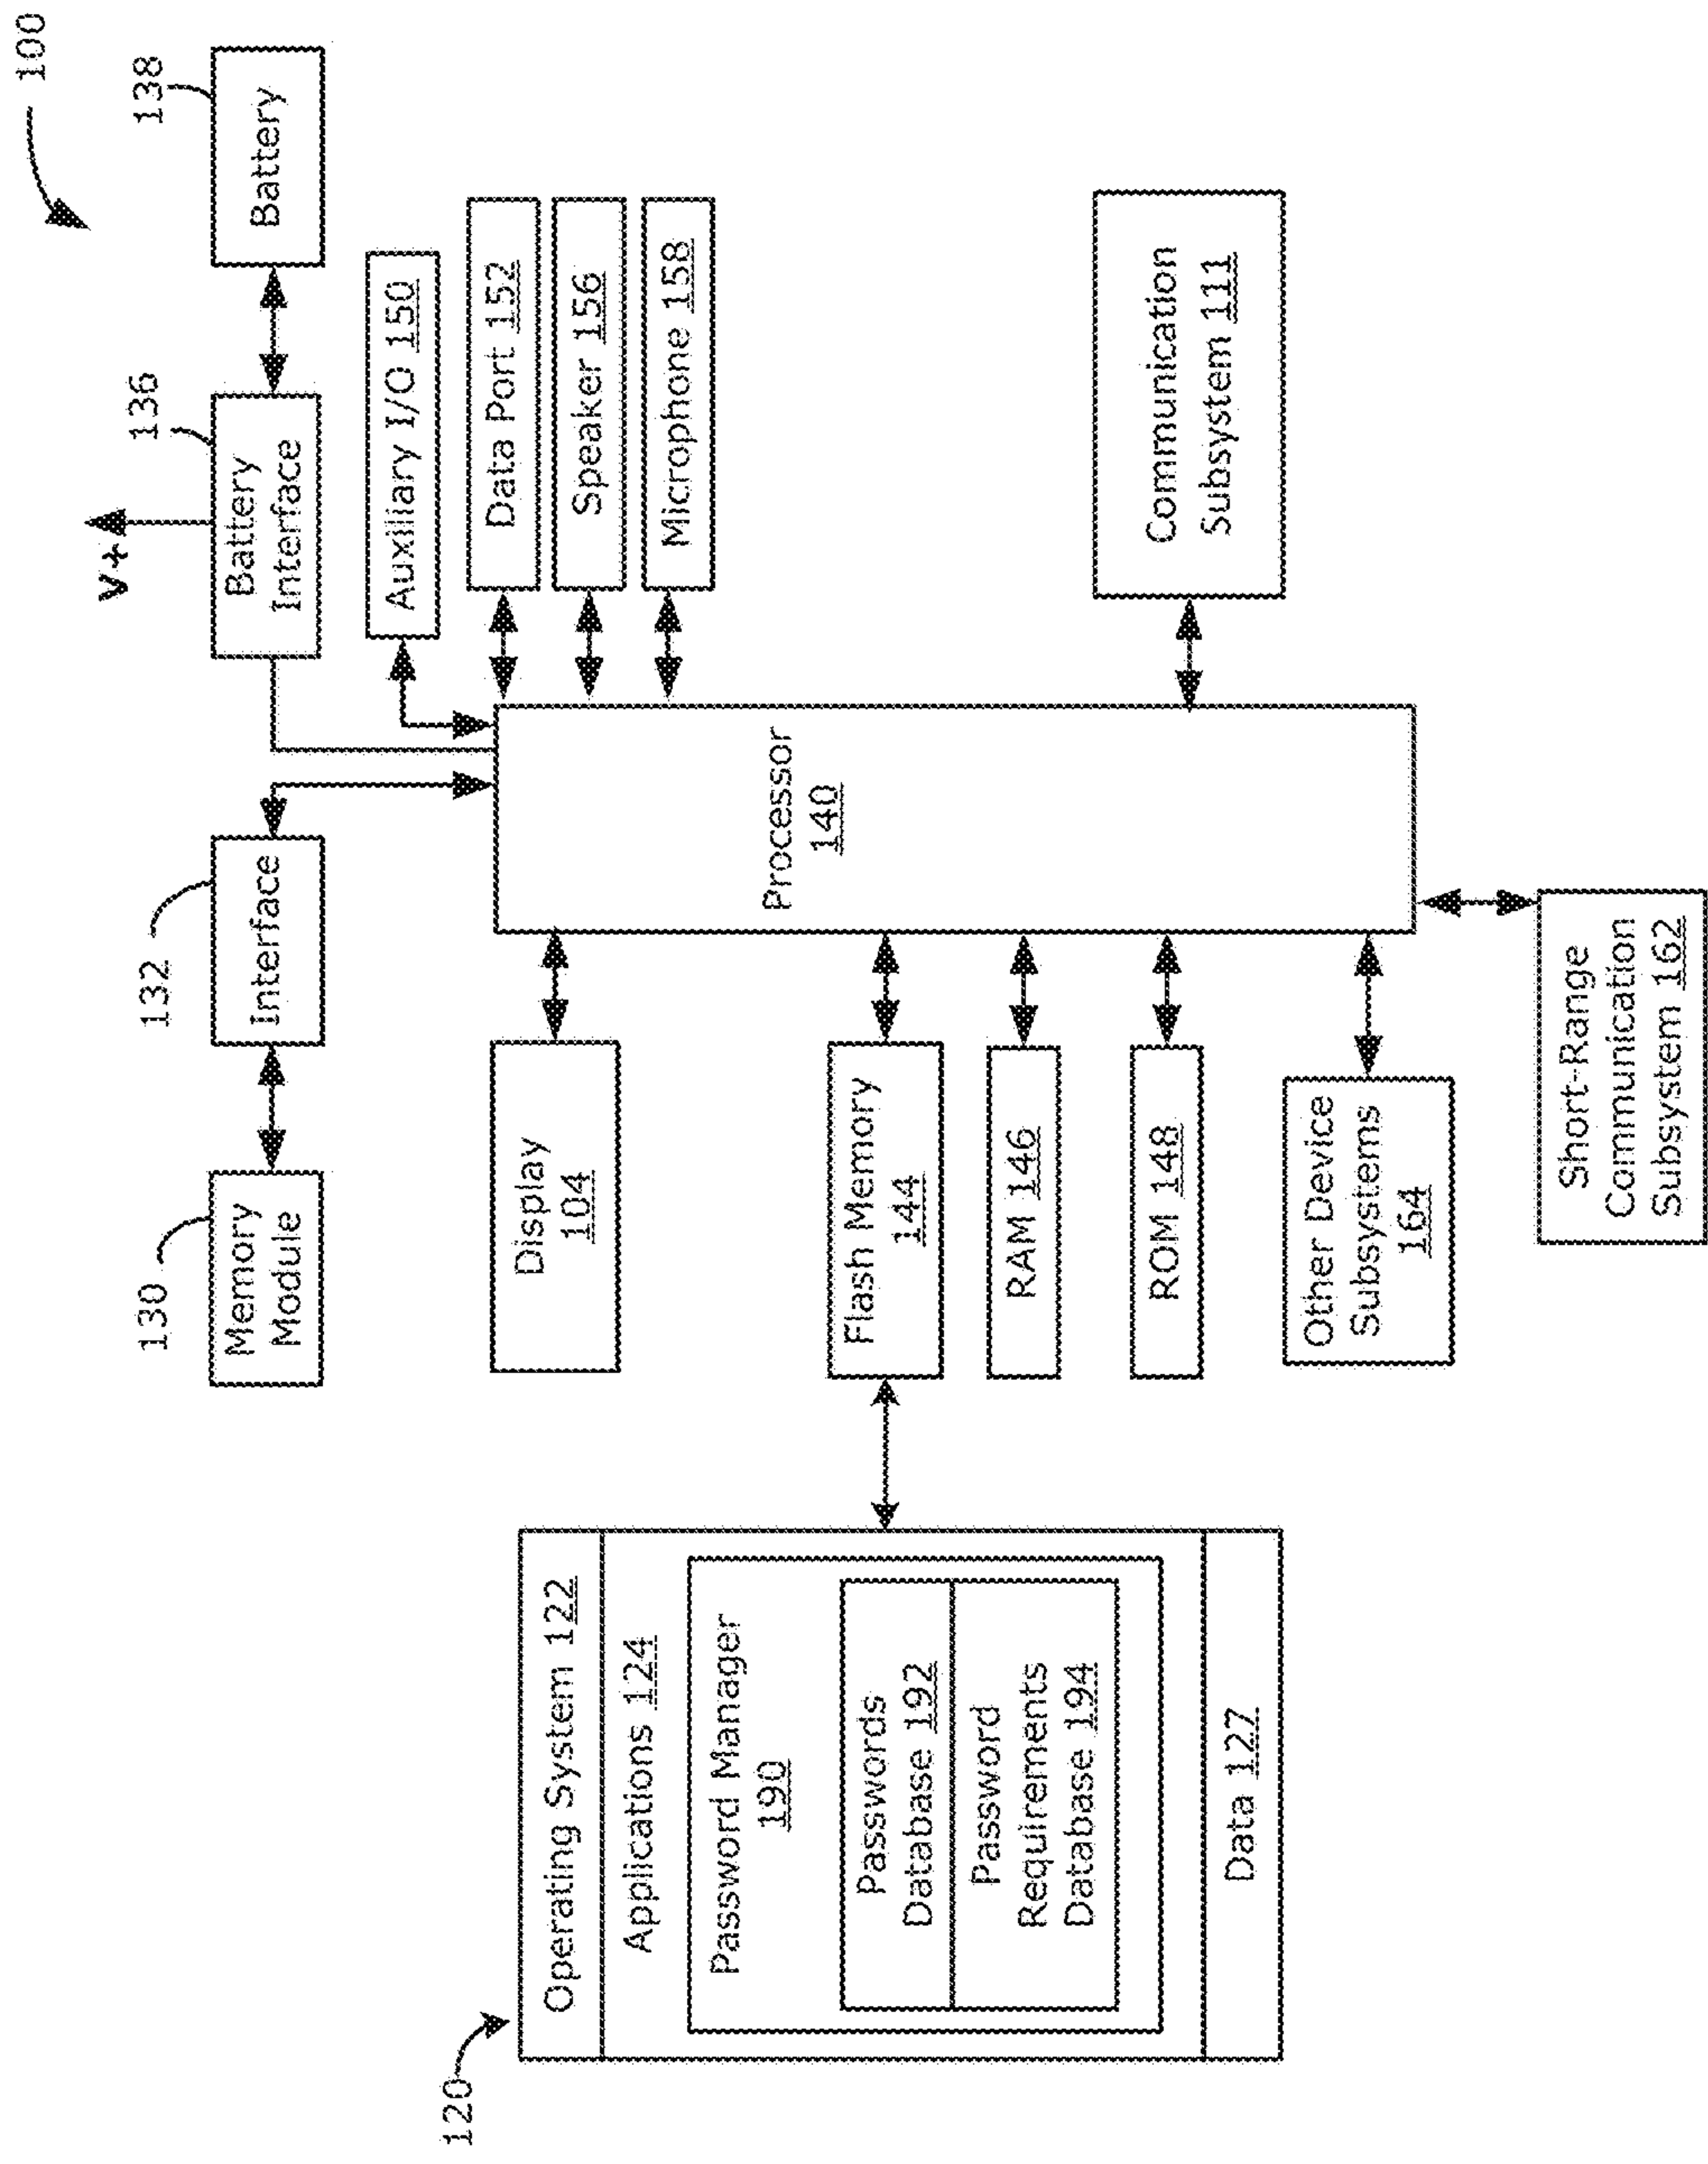 100
130
Memory
Module
132
Interface
V+
136
Battery
Interface
138
Battery
Auxiliary I/O 150
Data Port 152
Speaker 156
Microphone 158
Communication
Subsystem 111
Processor
140
Display
104
Flash Memory
144
RAM 146
ROM 148
Other Device
Subsystems
164
Short-Range
Communication
Subsystem 162
120
Operating System 122
Applications 124
Password Manager
190
Passwords
Database 192
Password
Requirements
Database 194
Data 127